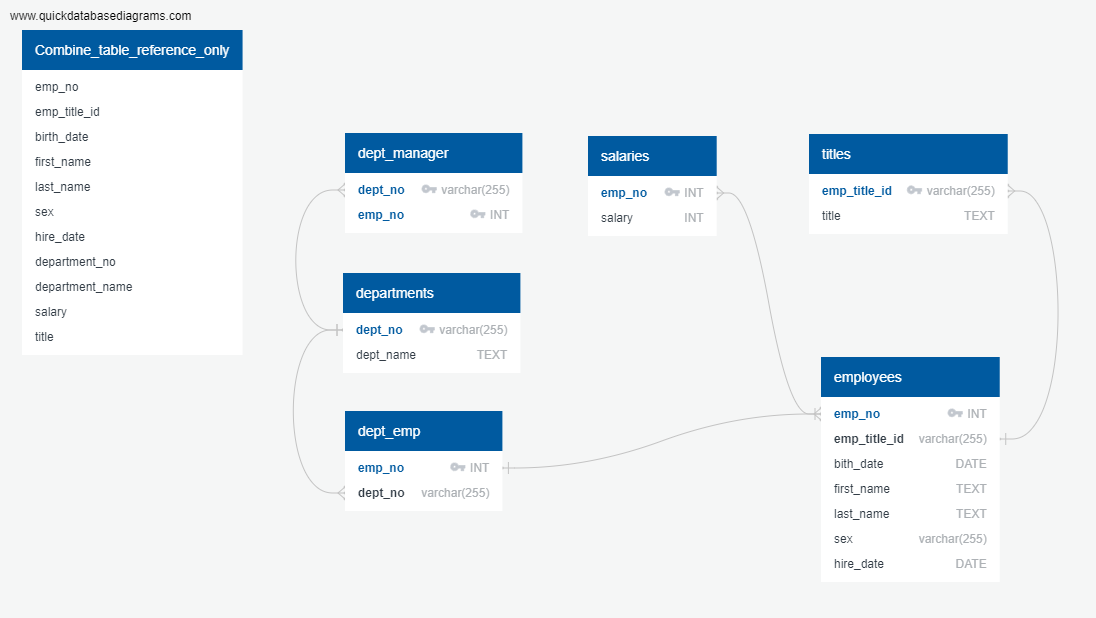 www.quickdatabasediagrams.com
Combine_table_reference_only
emp_no
emp_title_id
birth_date
first_name
last_name
sex
hire_date
department_no
department_name
salary
title
dept_manager
dept_no varchar(255)
emp_no INT
departments
dept_no varchar(255)
dept_name TEXT
dept_emp
emp_no INT
dept_no varchar(255)
salaries
emp_no INT
salary INT
titles
emp_title_id varchar(255)
title TEXT
employees
emp_no INT
emp_title_id varchar(255)
bith_date DATE
first_name TEXT
last_name TEXT
sex varchar(255)
hire_date DATE